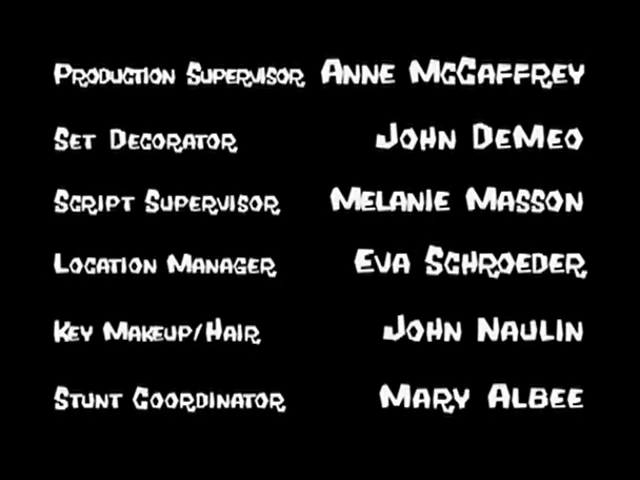 Production Supervisor Anne McCaffrey
Set Decorator John DeMeo
Script Supervisor Melanie Masson
Location Manager Eva Schroeder
Key Makeup/Hair John Naulin
Stunt Coordinator Mary Albee